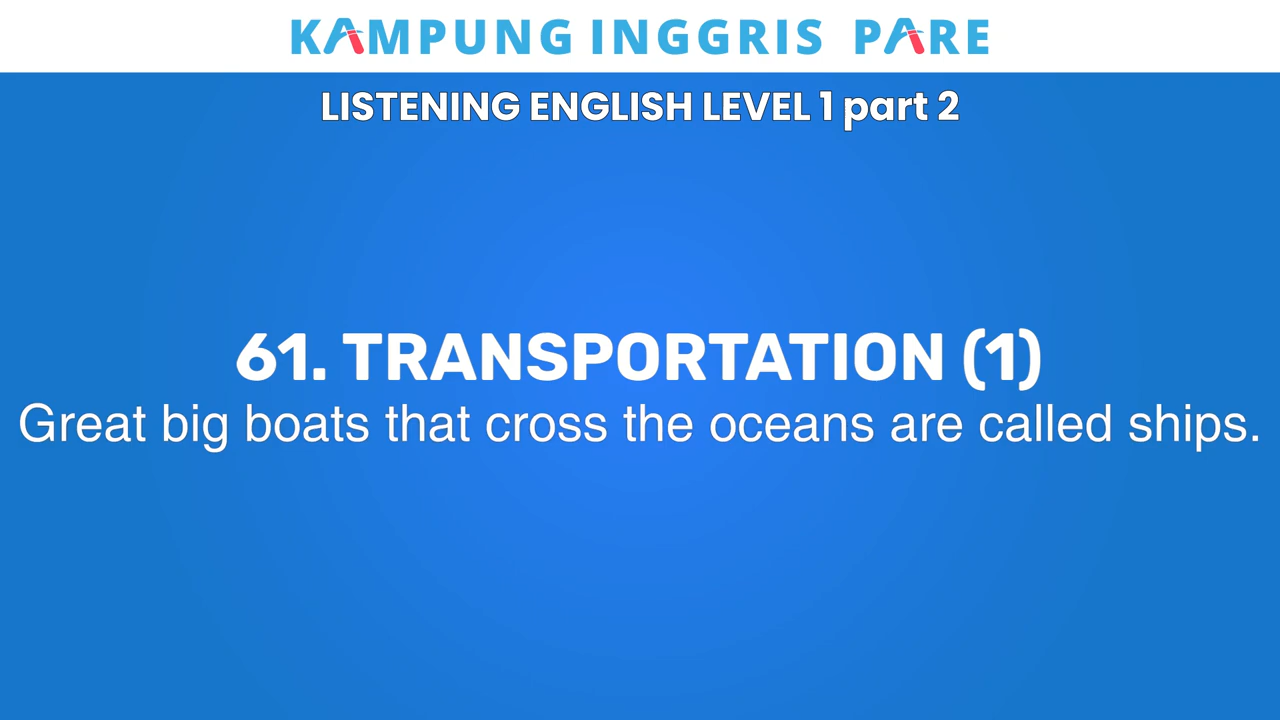 KAMPUNG INGGRIS PARE
LISTENING ENGLISH LEVEL 1 part 2
61. TRANSPORTATION (1)
Great big boats that cross the oceans are called ships.